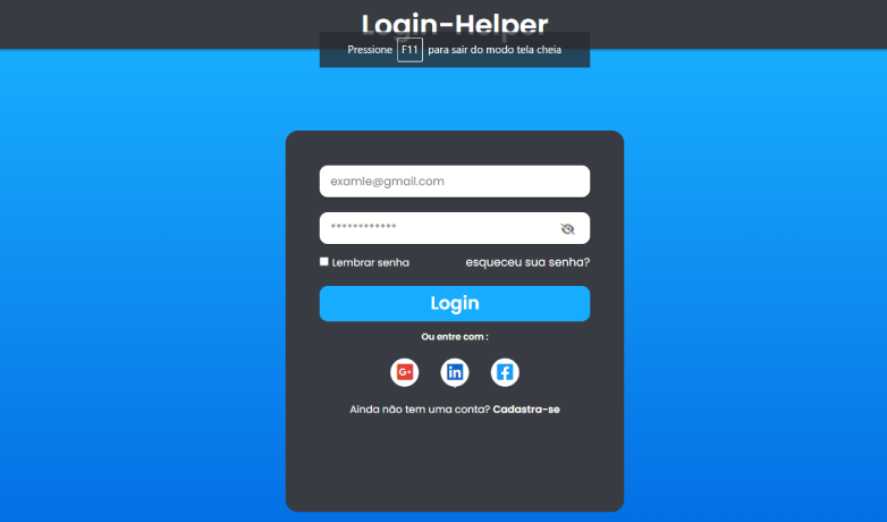 Login-Helper
Pressione F11 para sair do modo tela cheia
examle@gmail.com
************
Lembrar senha esqueceu sua senha?
Login
Ou entre com :
G+ in f
Ainda não tem uma conta? Cadastra-se